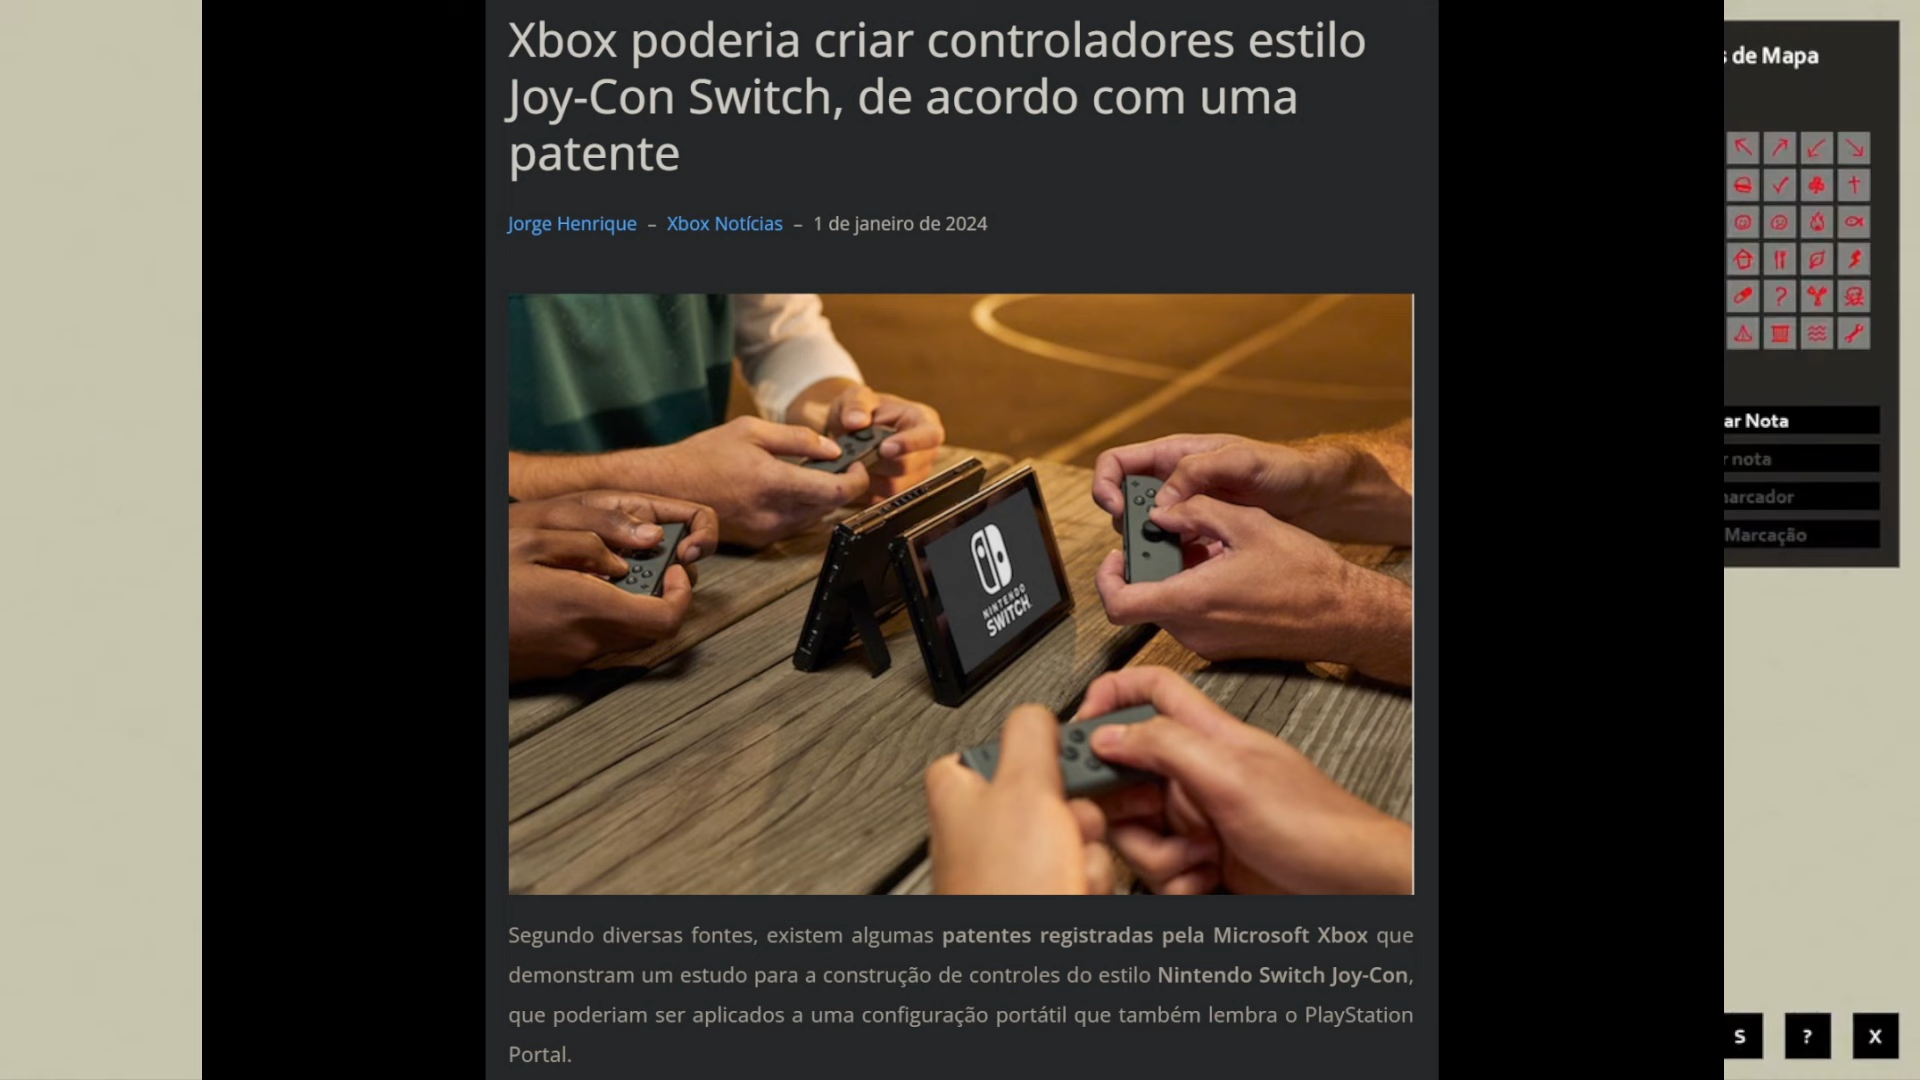 Xbox poderia criar controladores estilo
Joy-Con Switch, de acordo com uma
patente
Jorge Henrique – Xbox Notícias – 1 de janeiro de 2024
NINTENDO
SWITCH
Segundo diversas fontes, existem algumas patentes registradas pela Microsoft Xbox que
demonstram um estudo para a construção de controles do estilo Nintendo Switch Joy-Con,
que poderiam ser aplicados a uma configuração portátil que também lembra o PlayStation
Portal.
s de Mapa
ar Nota
r nota
marcador
Marcação
S ? X